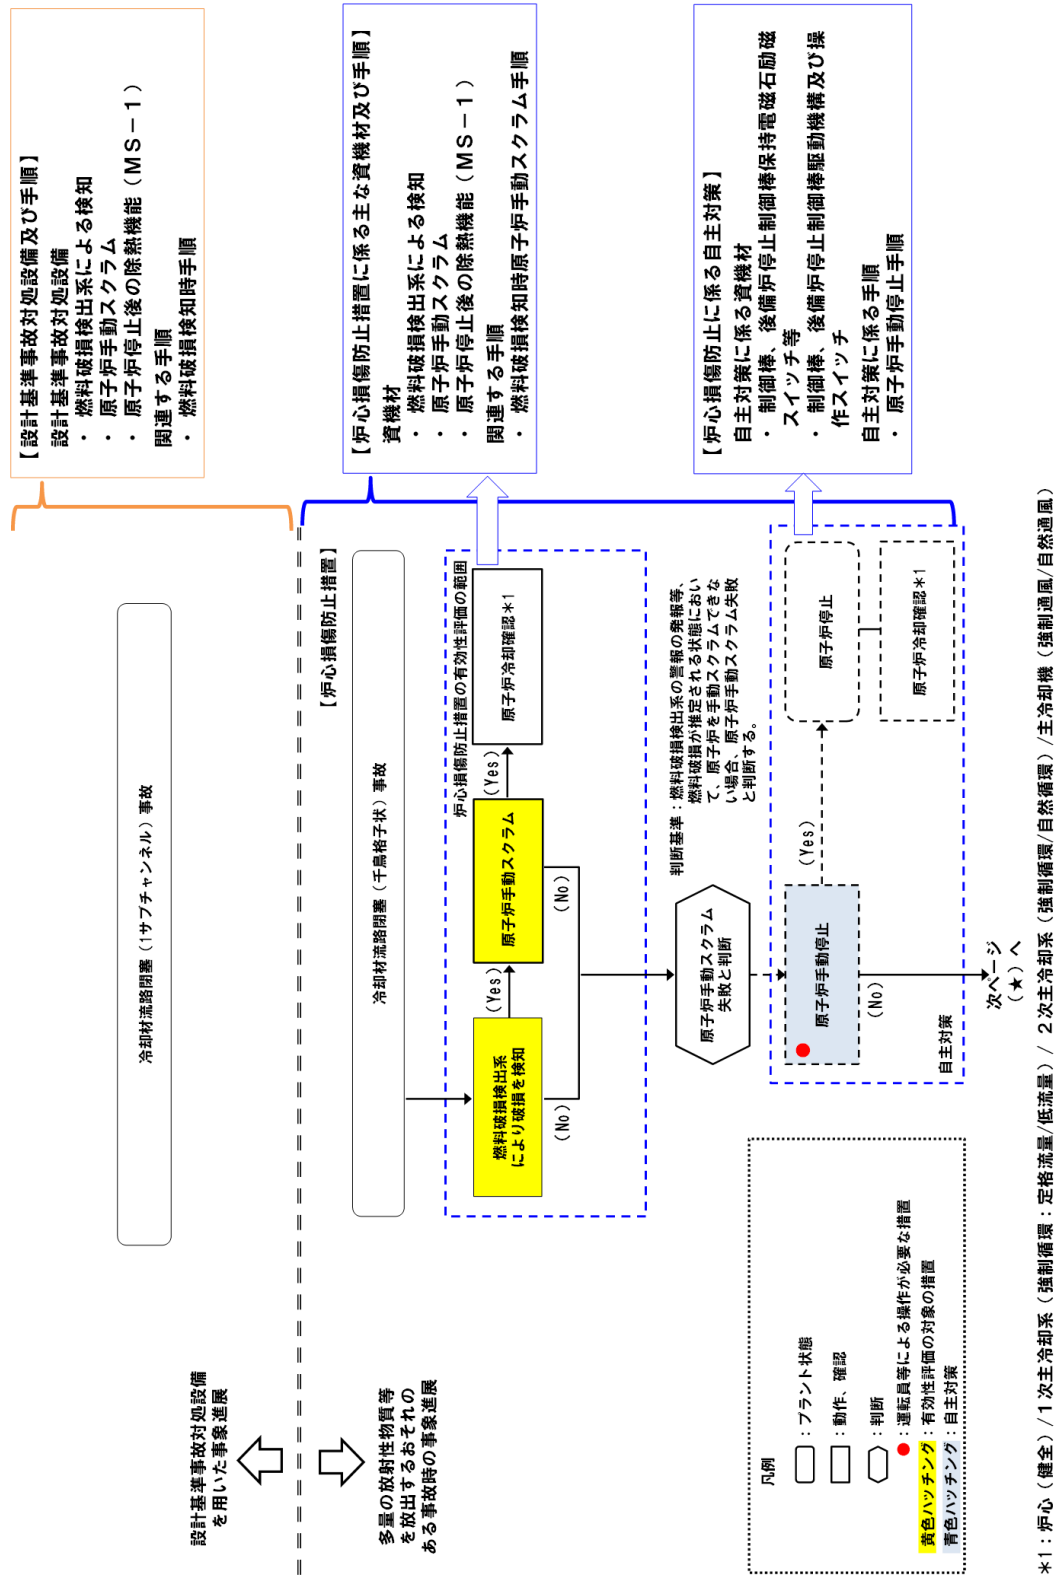 設計基準事故対処設備
を用いた事象進展
多量の放射性物質等
を放出するおそれの
ある事故時の事象進展
冷却材流路閉塞（1サブチャンネル）事故
【設計基準事故対処設備及び手順】
設計基準事故対処設備
・ 燃料破損検出系による検知
・ 原子炉手動スクラム
・ 原子炉停止後の除熱機能（ＭＳ－１）
関連する手順
・ 燃料破損検知時手順
【炉心損傷防止措置】
冷却材流路閉塞（千鳥格子状）事故
炉心損傷防止措置の有効性評価の範囲
燃料破損検出系
により破損を検知
（Yes）
（No）
原子炉手動スクラム
（Yes）
（No）
原子炉冷却確認＊1
【炉心損傷防止措置に係る主な資機材及び手順】
資機材
・ 燃料破損検出系による検知
・ 原子炉手動スクラム
・ 原子炉停止後の除熱機能（ＭＳ－１）
関連する手順
・ 燃料破損検知時原子炉手動スクラム手順
原子炉手動スクラム
失敗と判断
判断基準：燃料破損検出系の警報の発報等、
燃料破損が推定される状態におい
て、原子炉を手動スクラムできな
い場合、原子炉手動スクラム失敗
と判断する。
原子炉手動停止
（Yes）
（No）
原子炉停止
原子炉冷却確認＊1
自主対策
次ページ
（★）へ
【炉心損傷防止に係る自主対策】
自主対策に係る資機材
・ 制御棒、後備炉停止制御棒保持電磁石励磁
スイッチ等
・ 制御棒、後備炉停止制御棒駆動機構及び操
作スイッチ
自主対策に係る手順
・ 原子炉手動停止手順
凡例
：プラント状態
：動作、確認
：判断
：運転員等による操作が必要な措置
黄色ハッチング：有効性評価の対象の措置
青色ハッチング：自主対策
＊1：炉心（健全）/１次主冷却系（強制循環：定格流量/低流量）/ ２次主冷却系（強制循環/自然循環）/主冷却機（強制通風/自然通風）